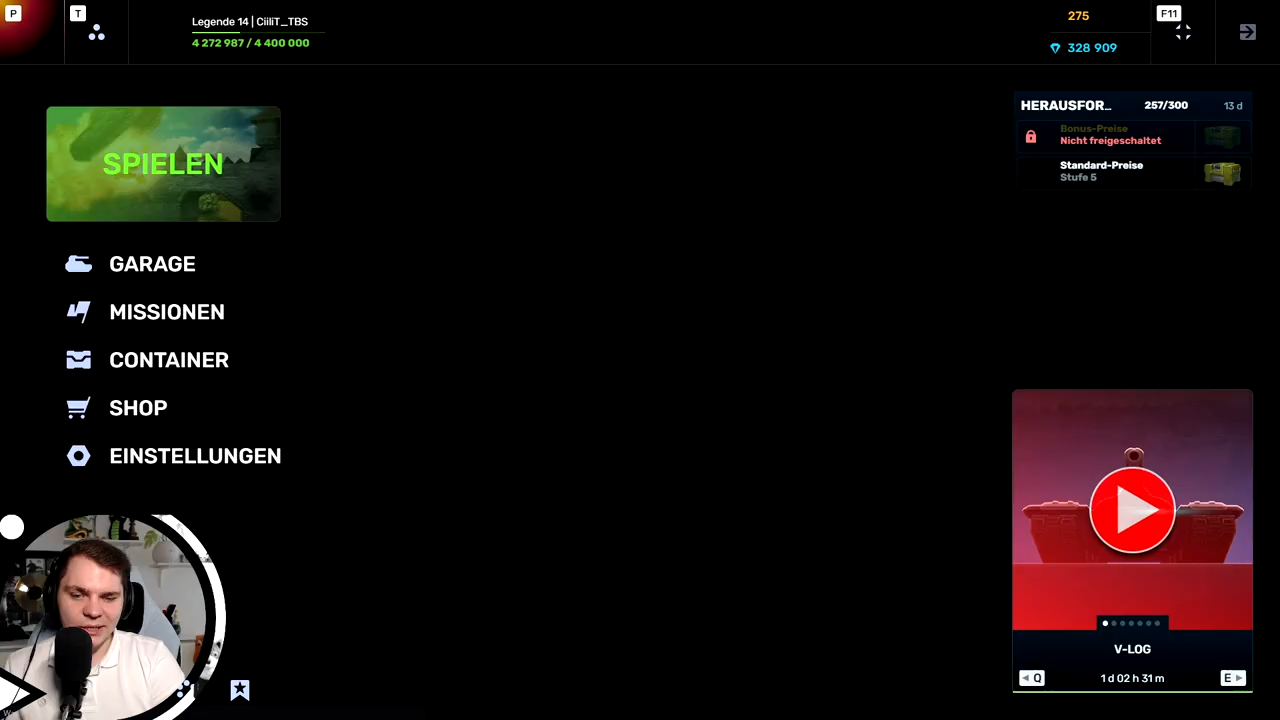 P
T
Legende 14 | CiiliT_TBS
4 272 987 / 4 400 000
275
328 909
F11
SPIELEN
GARAGE
MISSIONEN
CONTAINER
SHOP
EINSTELLUNGEN
HERAUSFOR... 257/300 13 d
Bonus-Preise
Nicht freigeschaltet
Standard-Preise
Stufe 5
V-LOG
Q 1 d 02 h 31 m E